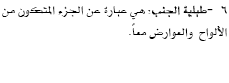 ٦ -طبلية الجنب: هي عبارة عن الجزء المتكون من
الألواح والعوارض معاً.